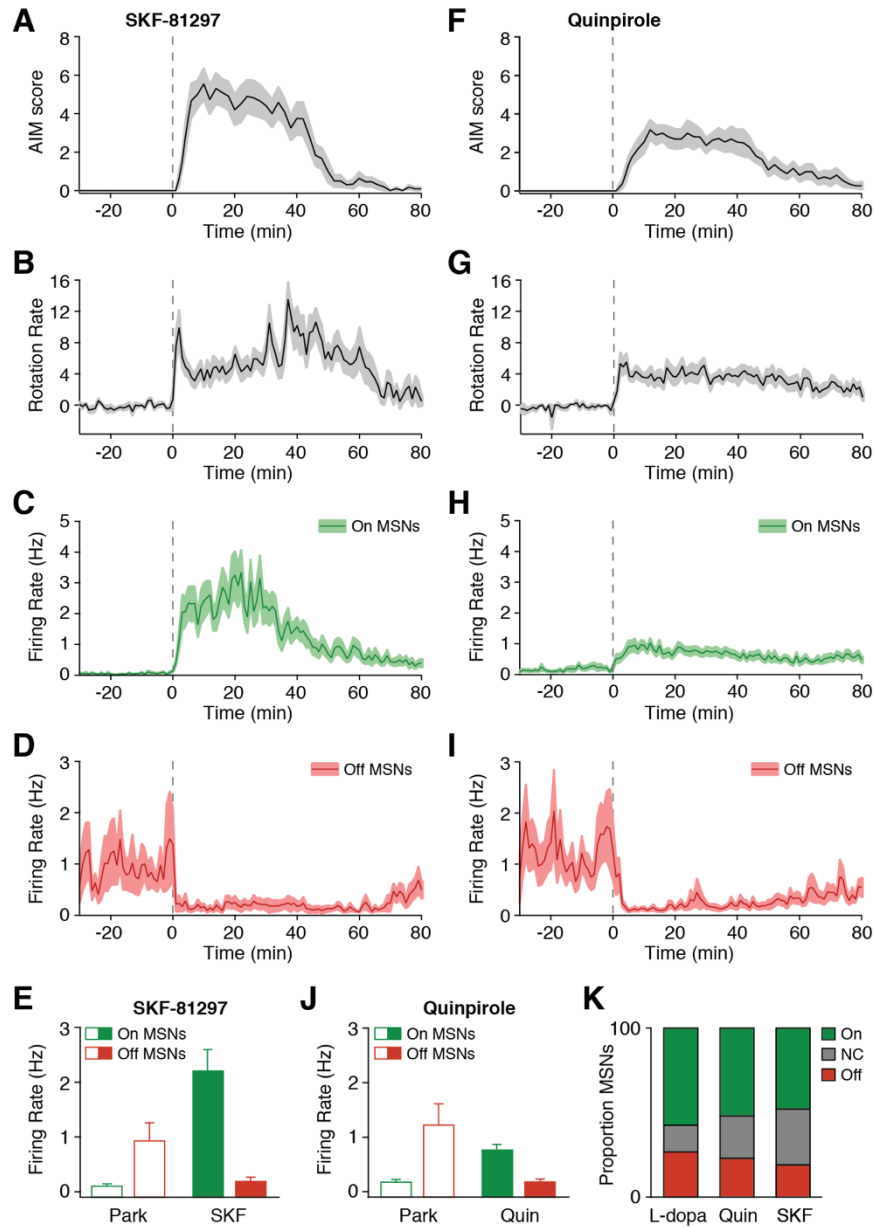 A
SKF-81297
8
6
4
2
0
AIM score
-20 0 20 40 60 80
Time (min)
F
Quinpirole
8
6
4
2
0
AIM score
-20 0 20 40 60 80
Time (min)
B
16
12
8
4
0
Rotation Rate
-20 0 20 40 60 80
Time (min)
G
16
12
8
4
0
Rotation Rate
-20 0 20 40 60 80
Time (min)
C
On MSNs
5
4
3
2
1
0
Firing Rate (Hz)
-20 0 20 40 60 80
Time (min)
H
On MSNs
5
4
3
2
1
0
Firing Rate (Hz)
-20 0 20 40 60 80
Time (min)
D
Off MSNs
3
2
1
0
Firing Rate (Hz)
-20 0 20 40 60 80
Time (min)
I
Off MSNs
3
2
1
0
Firing Rate (Hz)
-20 0 20 40 60 80
Time (min)
E
SKF-81297
On MSNs
Off MSNs
3
2
1
0
Firing Rate (Hz)
Park SKF
J
Quinpirole
On MSNs
Off MSNs
3
2
1
0
Firing Rate (Hz)
Park Quin
K
100
0
Proportion MSNs
On
NC
Off
L-dopa Quin SKF